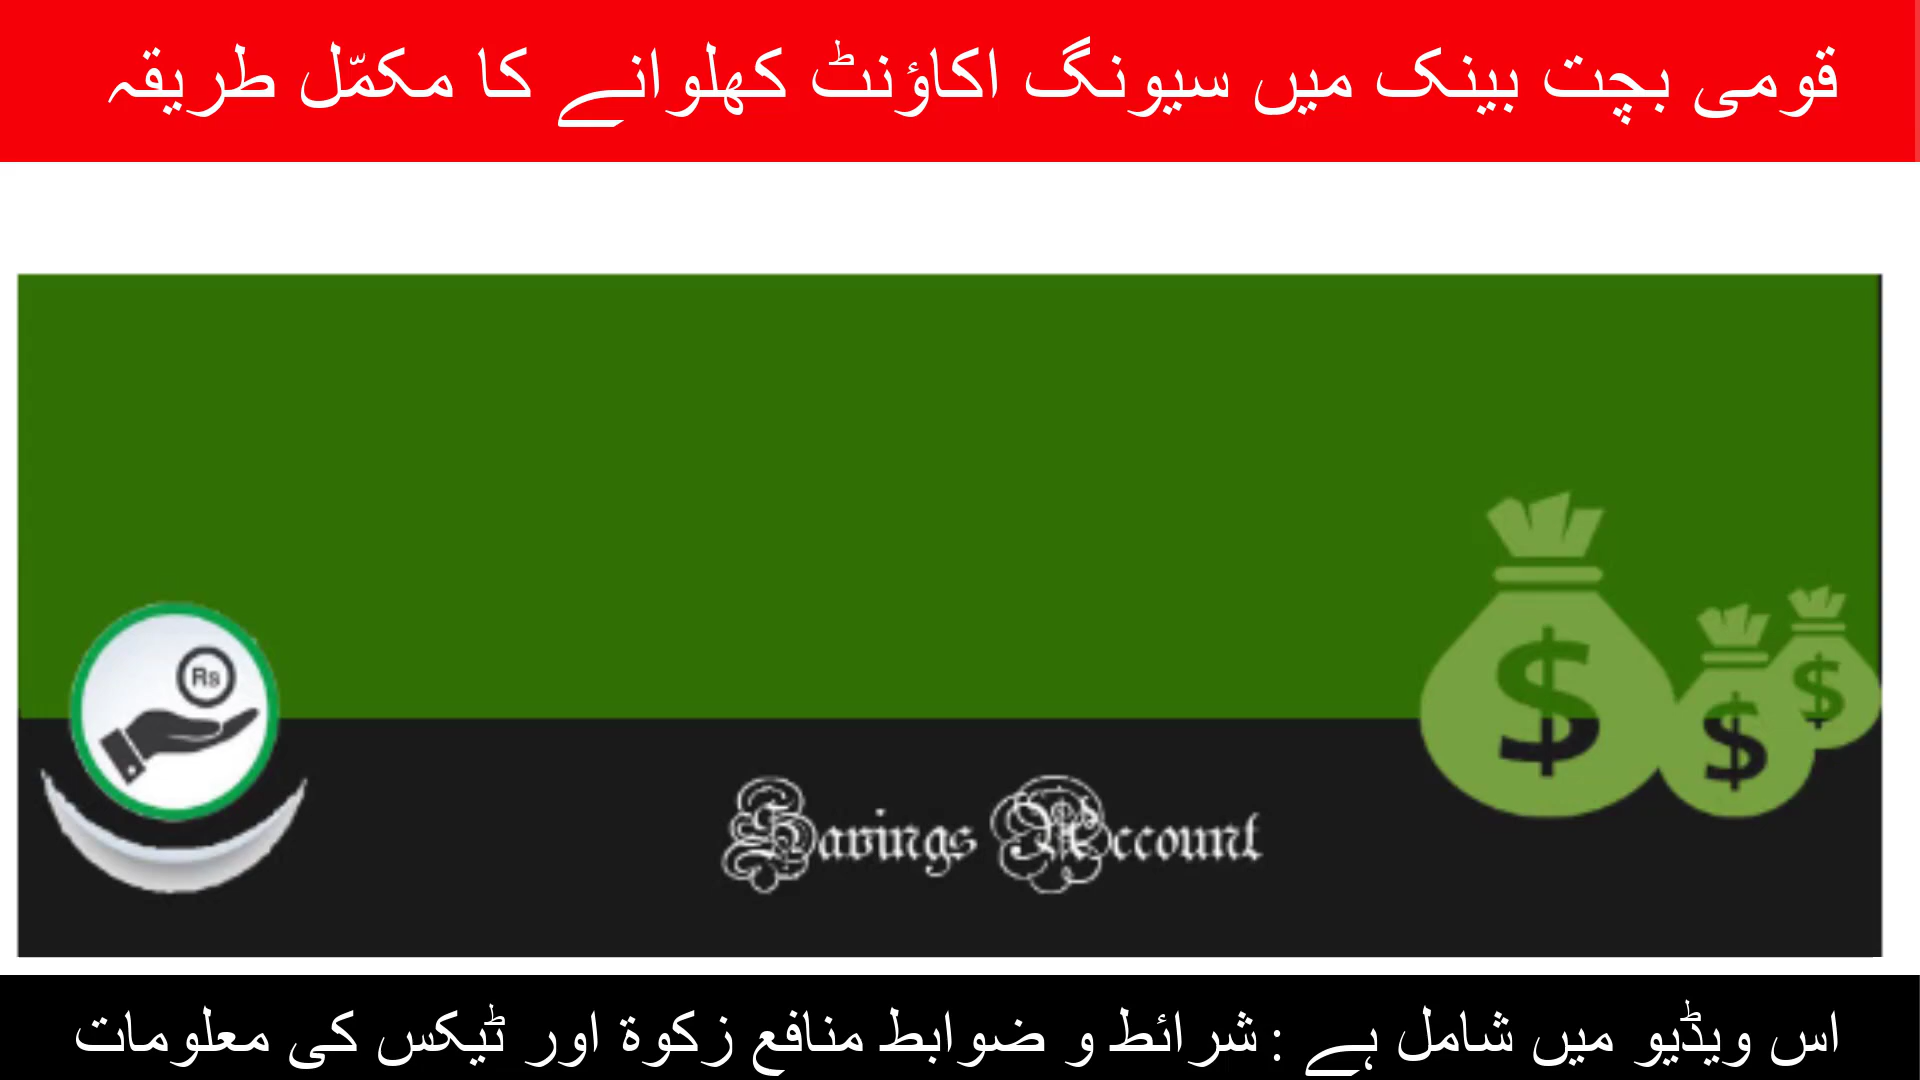 قومی بچت بینک میں سیونگ اکاؤنٹ کھلوانے کا مکمّل طریقہ
Rs
$
$
$
Savings Account
اس ویڈیو میں شامل ہے : شرائط و ضوابط منافع زکوۃ اور ٹیکس کی معلومات